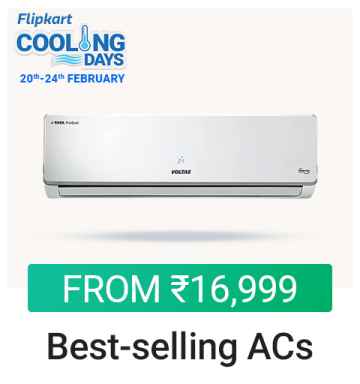 Flipkart
COOLING
DAYS
20th-24th FEBRUARY
VOLTAS
FROM ₹16,999
Best-selling ACs